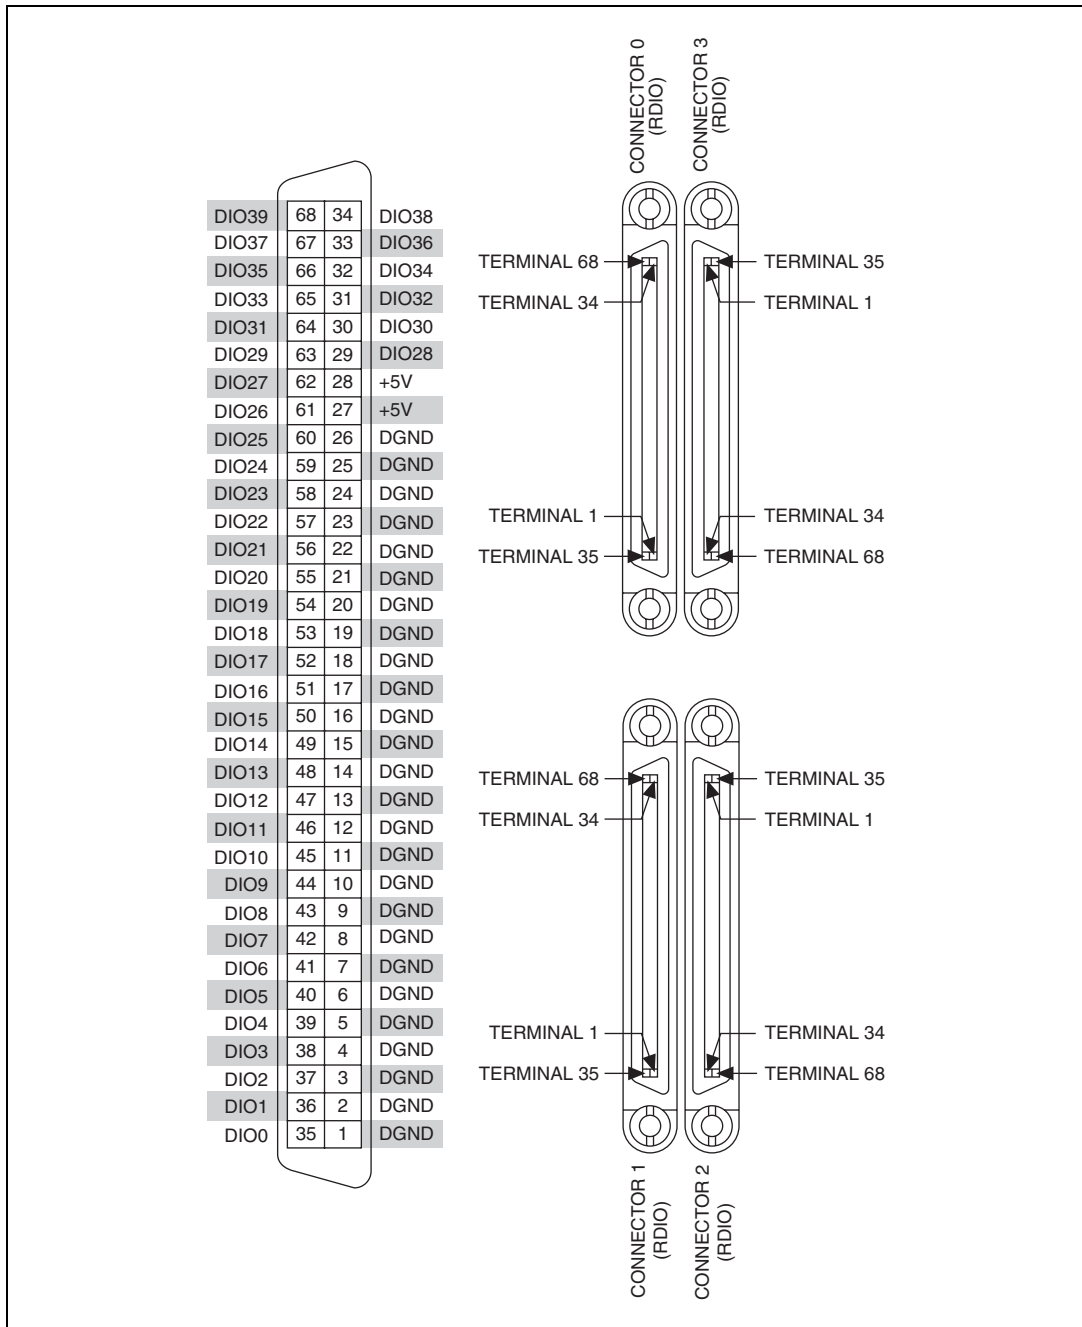 CONNECTOR 0
(RDIO)
CONNECTOR 3
(RDIO)
DIO39 68 34 DIO38
DIO37 67 33 DIO36
DIO35 66 32 DIO34
DIO33 65 31 DIO32
DIO31 64 30 DIO30
DIO29 63 29 DIO28
DIO27 62 28 +5V
DIO26 61 27 +5V
DIO25 60 26 DGND
DIO24 59 25 DGND
DIO23 58 24 DGND
DIO22 57 23 DGND
DIO21 56 22 DGND
DIO20 55 21 DGND
DIO19 54 20 DGND
DIO18 53 19 DGND
DIO17 52 18 DGND
DIO16 51 17 DGND
DIO15 50 16 DGND
DIO14 49 15 DGND
DIO13 48 14 DGND
DIO12 47 13 DGND
DIO11 46 12 DGND
DIO10 45 11 DGND
DIO9 44 10 DGND
DIO8 43 9 DGND
DIO7 42 8 DGND
DIO6 41 7 DGND
DIO5 40 6 DGND
DIO4 39 5 DGND
DIO3 38 4 DGND
DIO2 37 3 DGND
DIO1 36 2 DGND
DIO0 35 1 DGND
TERMINAL 68
TERMINAL 35
TERMINAL 34
TERMINAL 1
TERMINAL 1
TERMINAL 34
TERMINAL 35
TERMINAL 68
TERMINAL 68
TERMINAL 35
TERMINAL 34
TERMINAL 1
TERMINAL 1
TERMINAL 34
TERMINAL 35
TERMINAL 68
CONNECTOR 1
(RDIO)
CONNECTOR 2
(RDIO)